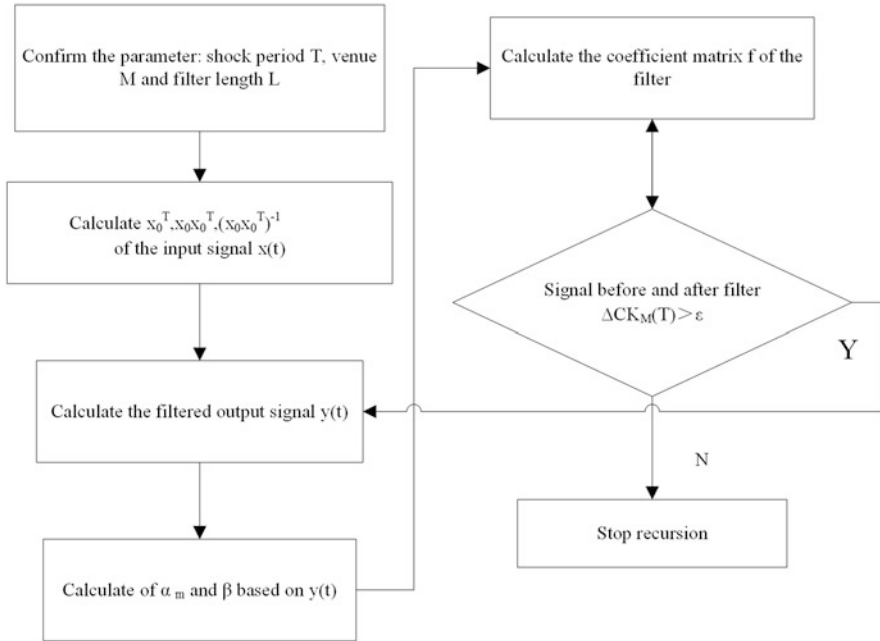 Confirm the parameter: shock period T, venue
M and filter length L
Calculate x₀ᵀ,x₀x₀ᵀ,(x₀x₀ᵀ)⁻¹
of the input signal x(t)
Calculate the filtered output signal y(t)
Calculate of α ₘ and β based on y(t)
Calculate the coefficient matrix f of the
filter
Signal before and after filter
ΔCK_M(T)＞ε
Y
N
Stop recursion